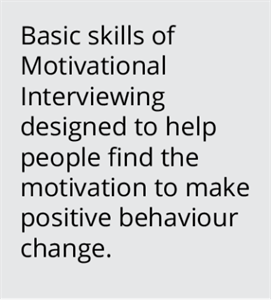 Basic skills of
Motivational
Interviewing
designed to help
people find the
motivation to make
positive behaviour
change.